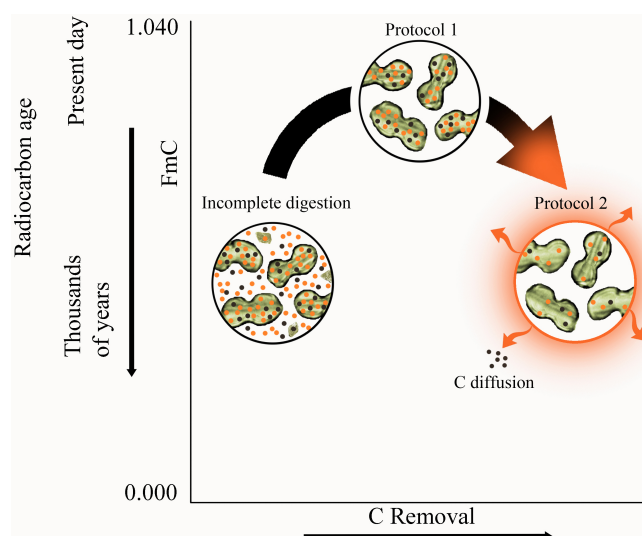 Protocol 1
1.040
Present day
Radiocarbon age
FmC
Incomplete digestion
Protocol 2
Thousands
of years
C diffusion
0.000
C Removal